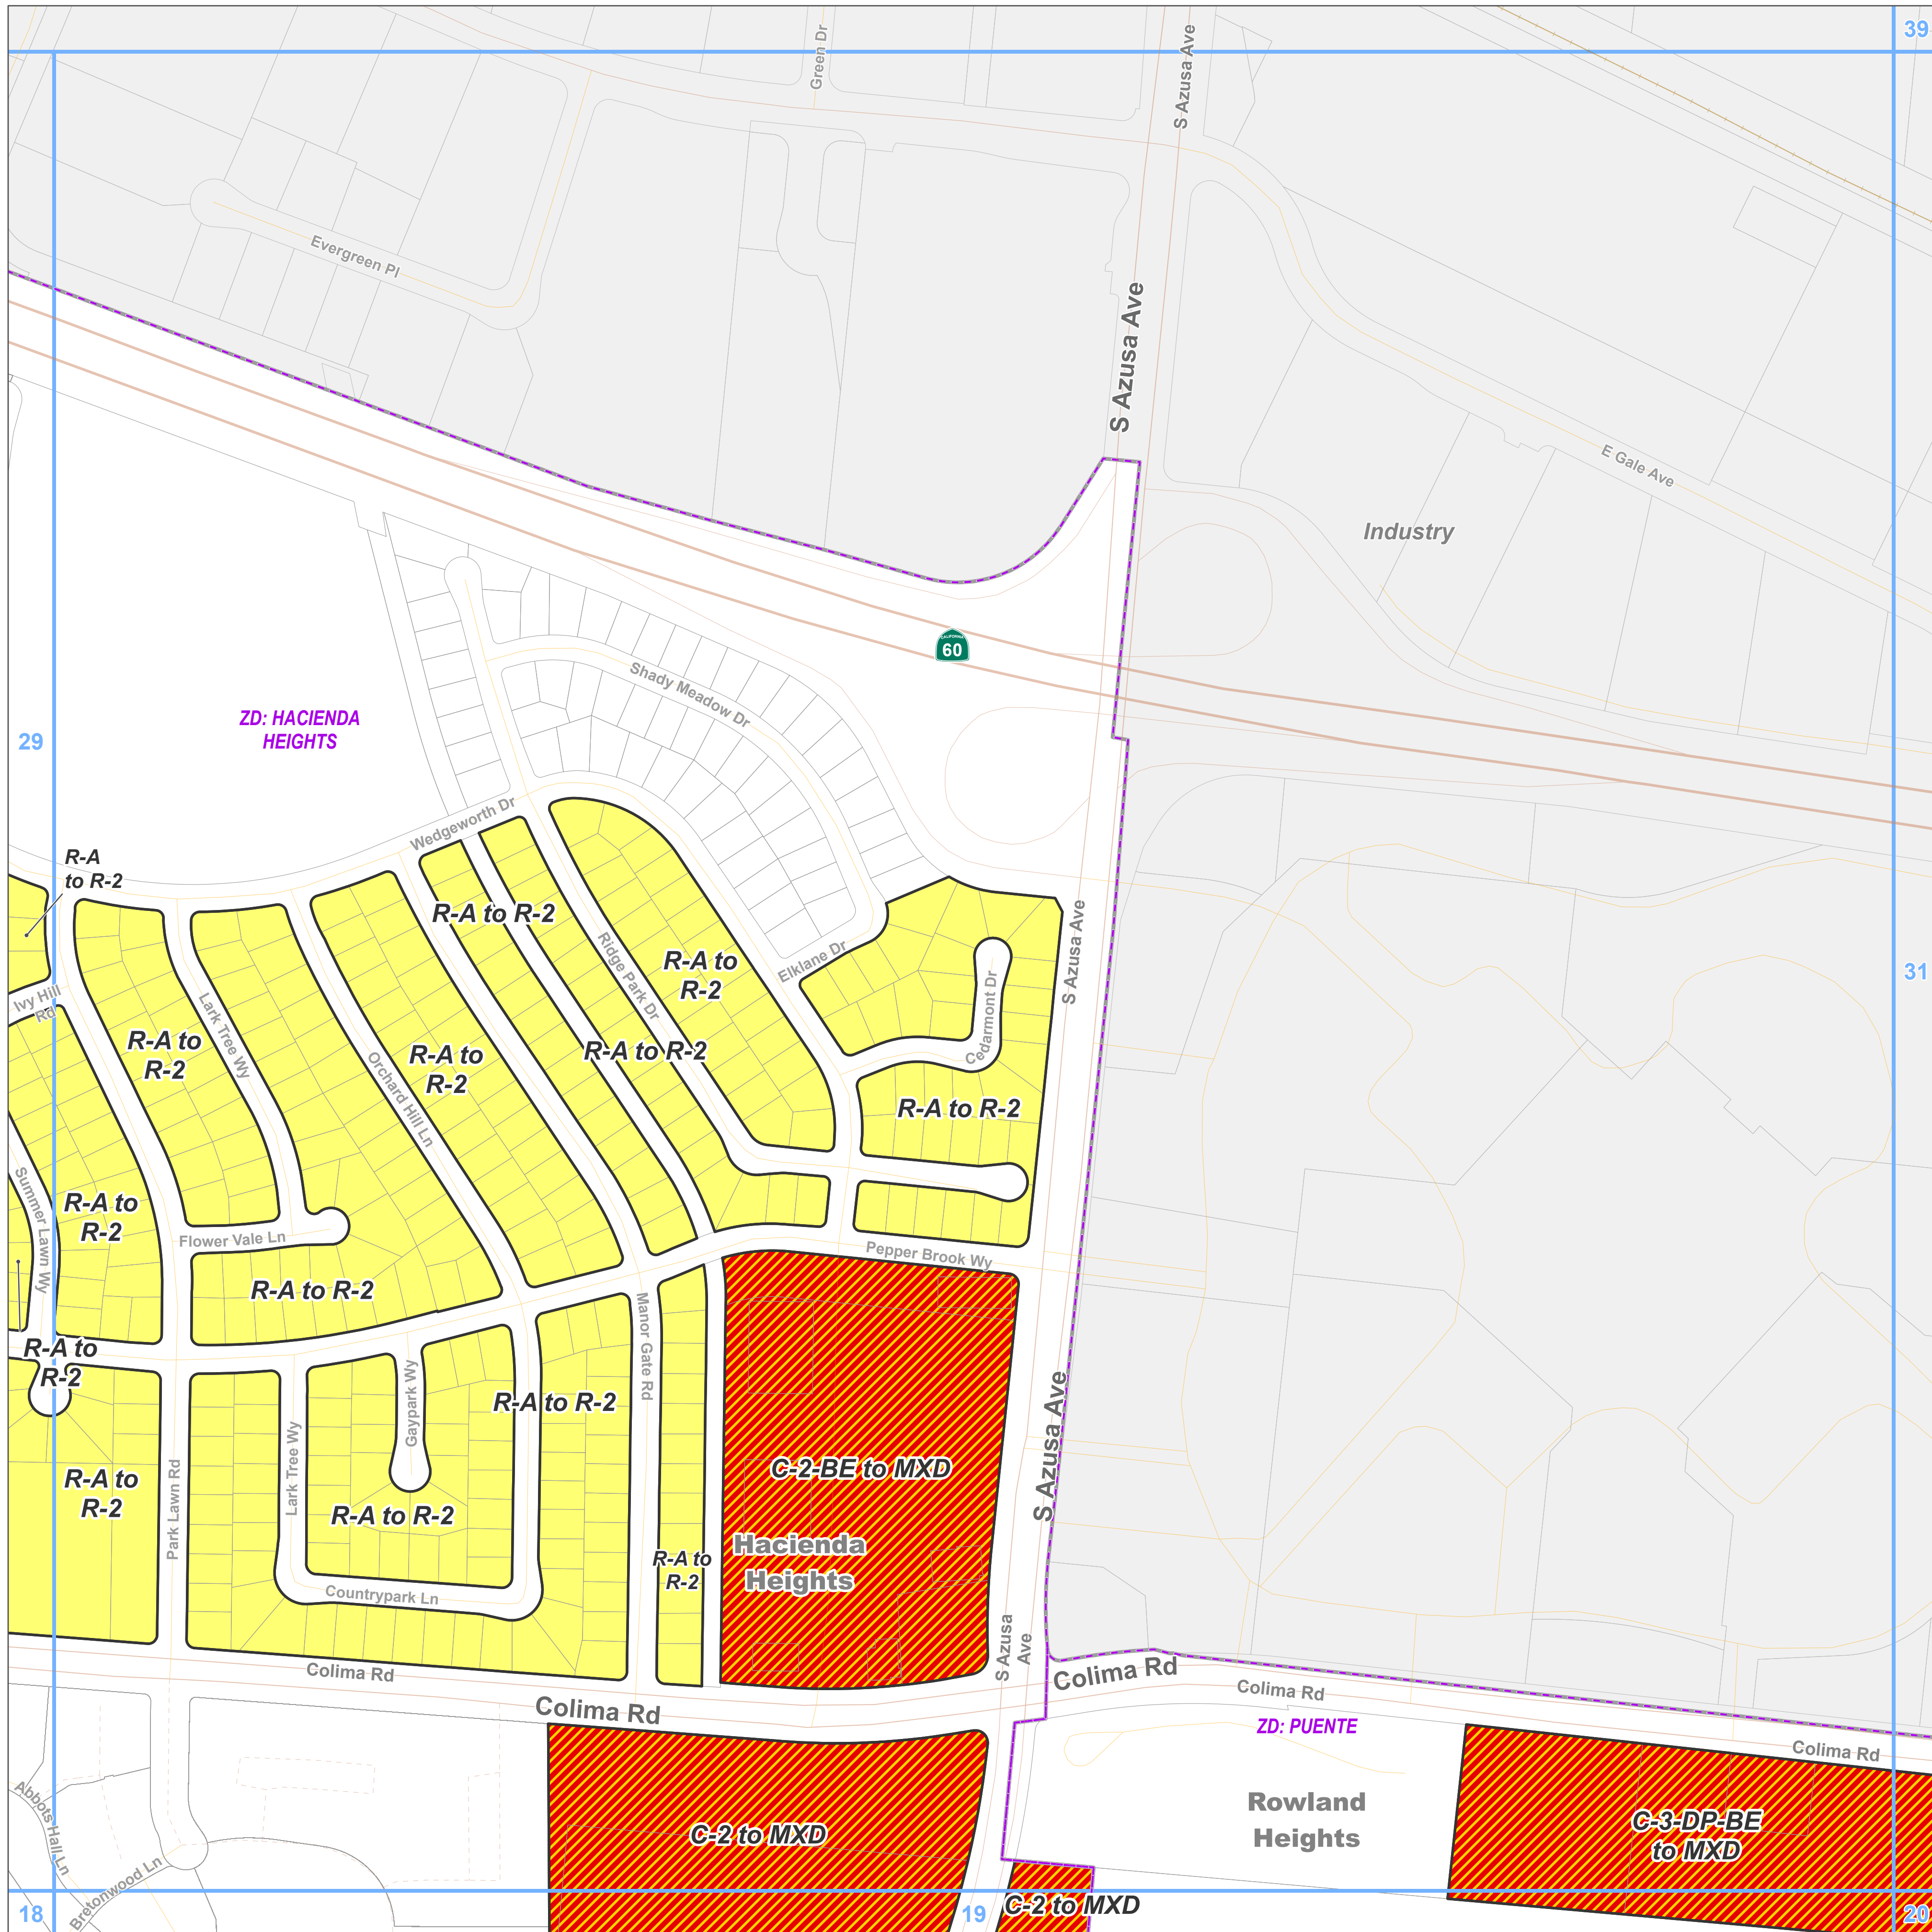 39
Green Dr
S Azusa Ave
Evergreen Pl
S Azusa Ave
E Gale Ave
Industry
CALIFORNIA
60
Shady Meadow Dr
ZD: HACIENDA
HEIGHTS
29
Wedgeworth Dr
R-A
to R-2
R-A to R-2
Ridge Park Dr
R-A to
R-2
Elklane Dr
S Azusa Ave
31
Ivy Hill
Rd
Lark Tree Wy
Cedarmont Dr
R-A to
R-2
Orchard Hill Ln
R-A to
R-2
R-A to R-2
R-A to R-2
Summer Lawn Wy
R-A to
R-2
Flower Vale Ln
Pepper Brook Wy
R-A to R-2
Manor Gate Rd
R-A to
R-2
Gaypark Wy
R-A to R-2
S Azusa Ave
R-A to
R-2
Park Lawn Rd
Lark Tree Wy
C-2-BE to MXD
R-A to R-2
Hacienda
Heights
R-A to
R-2
Countrypark Ln
S Azusa
Ave
Colima Rd
Colima Rd
Colima Rd
Colima Rd
ZD: PUENTE
Colima Rd
Abbots Hall Ln
Rowland
Heights
C-2 to MXD
C-3-DP-BE
to MXD
Bretonwood Ln
C-2 to MXD
18
19
20